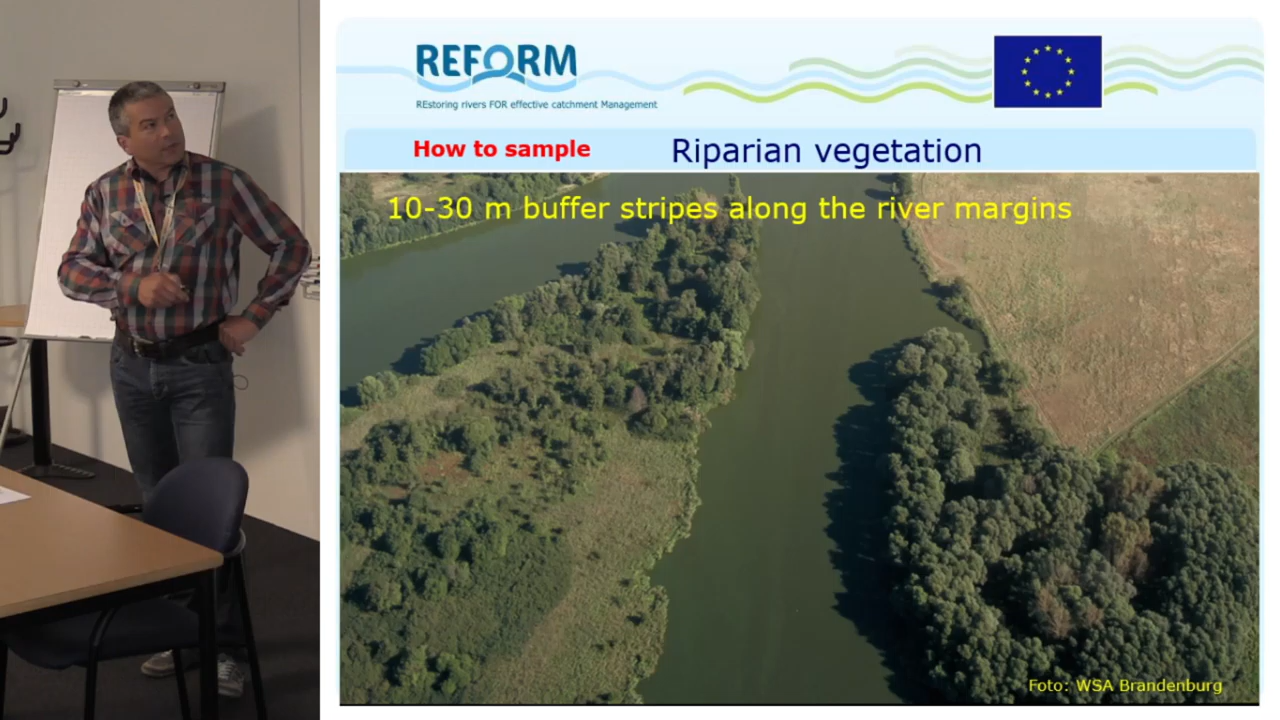 REFORM
REstoring rivers FOR effective catchment Management
How to sample Riparian vegetation
10-30 m buffer stripes along the river margins
Foto: WSA Brandenburg